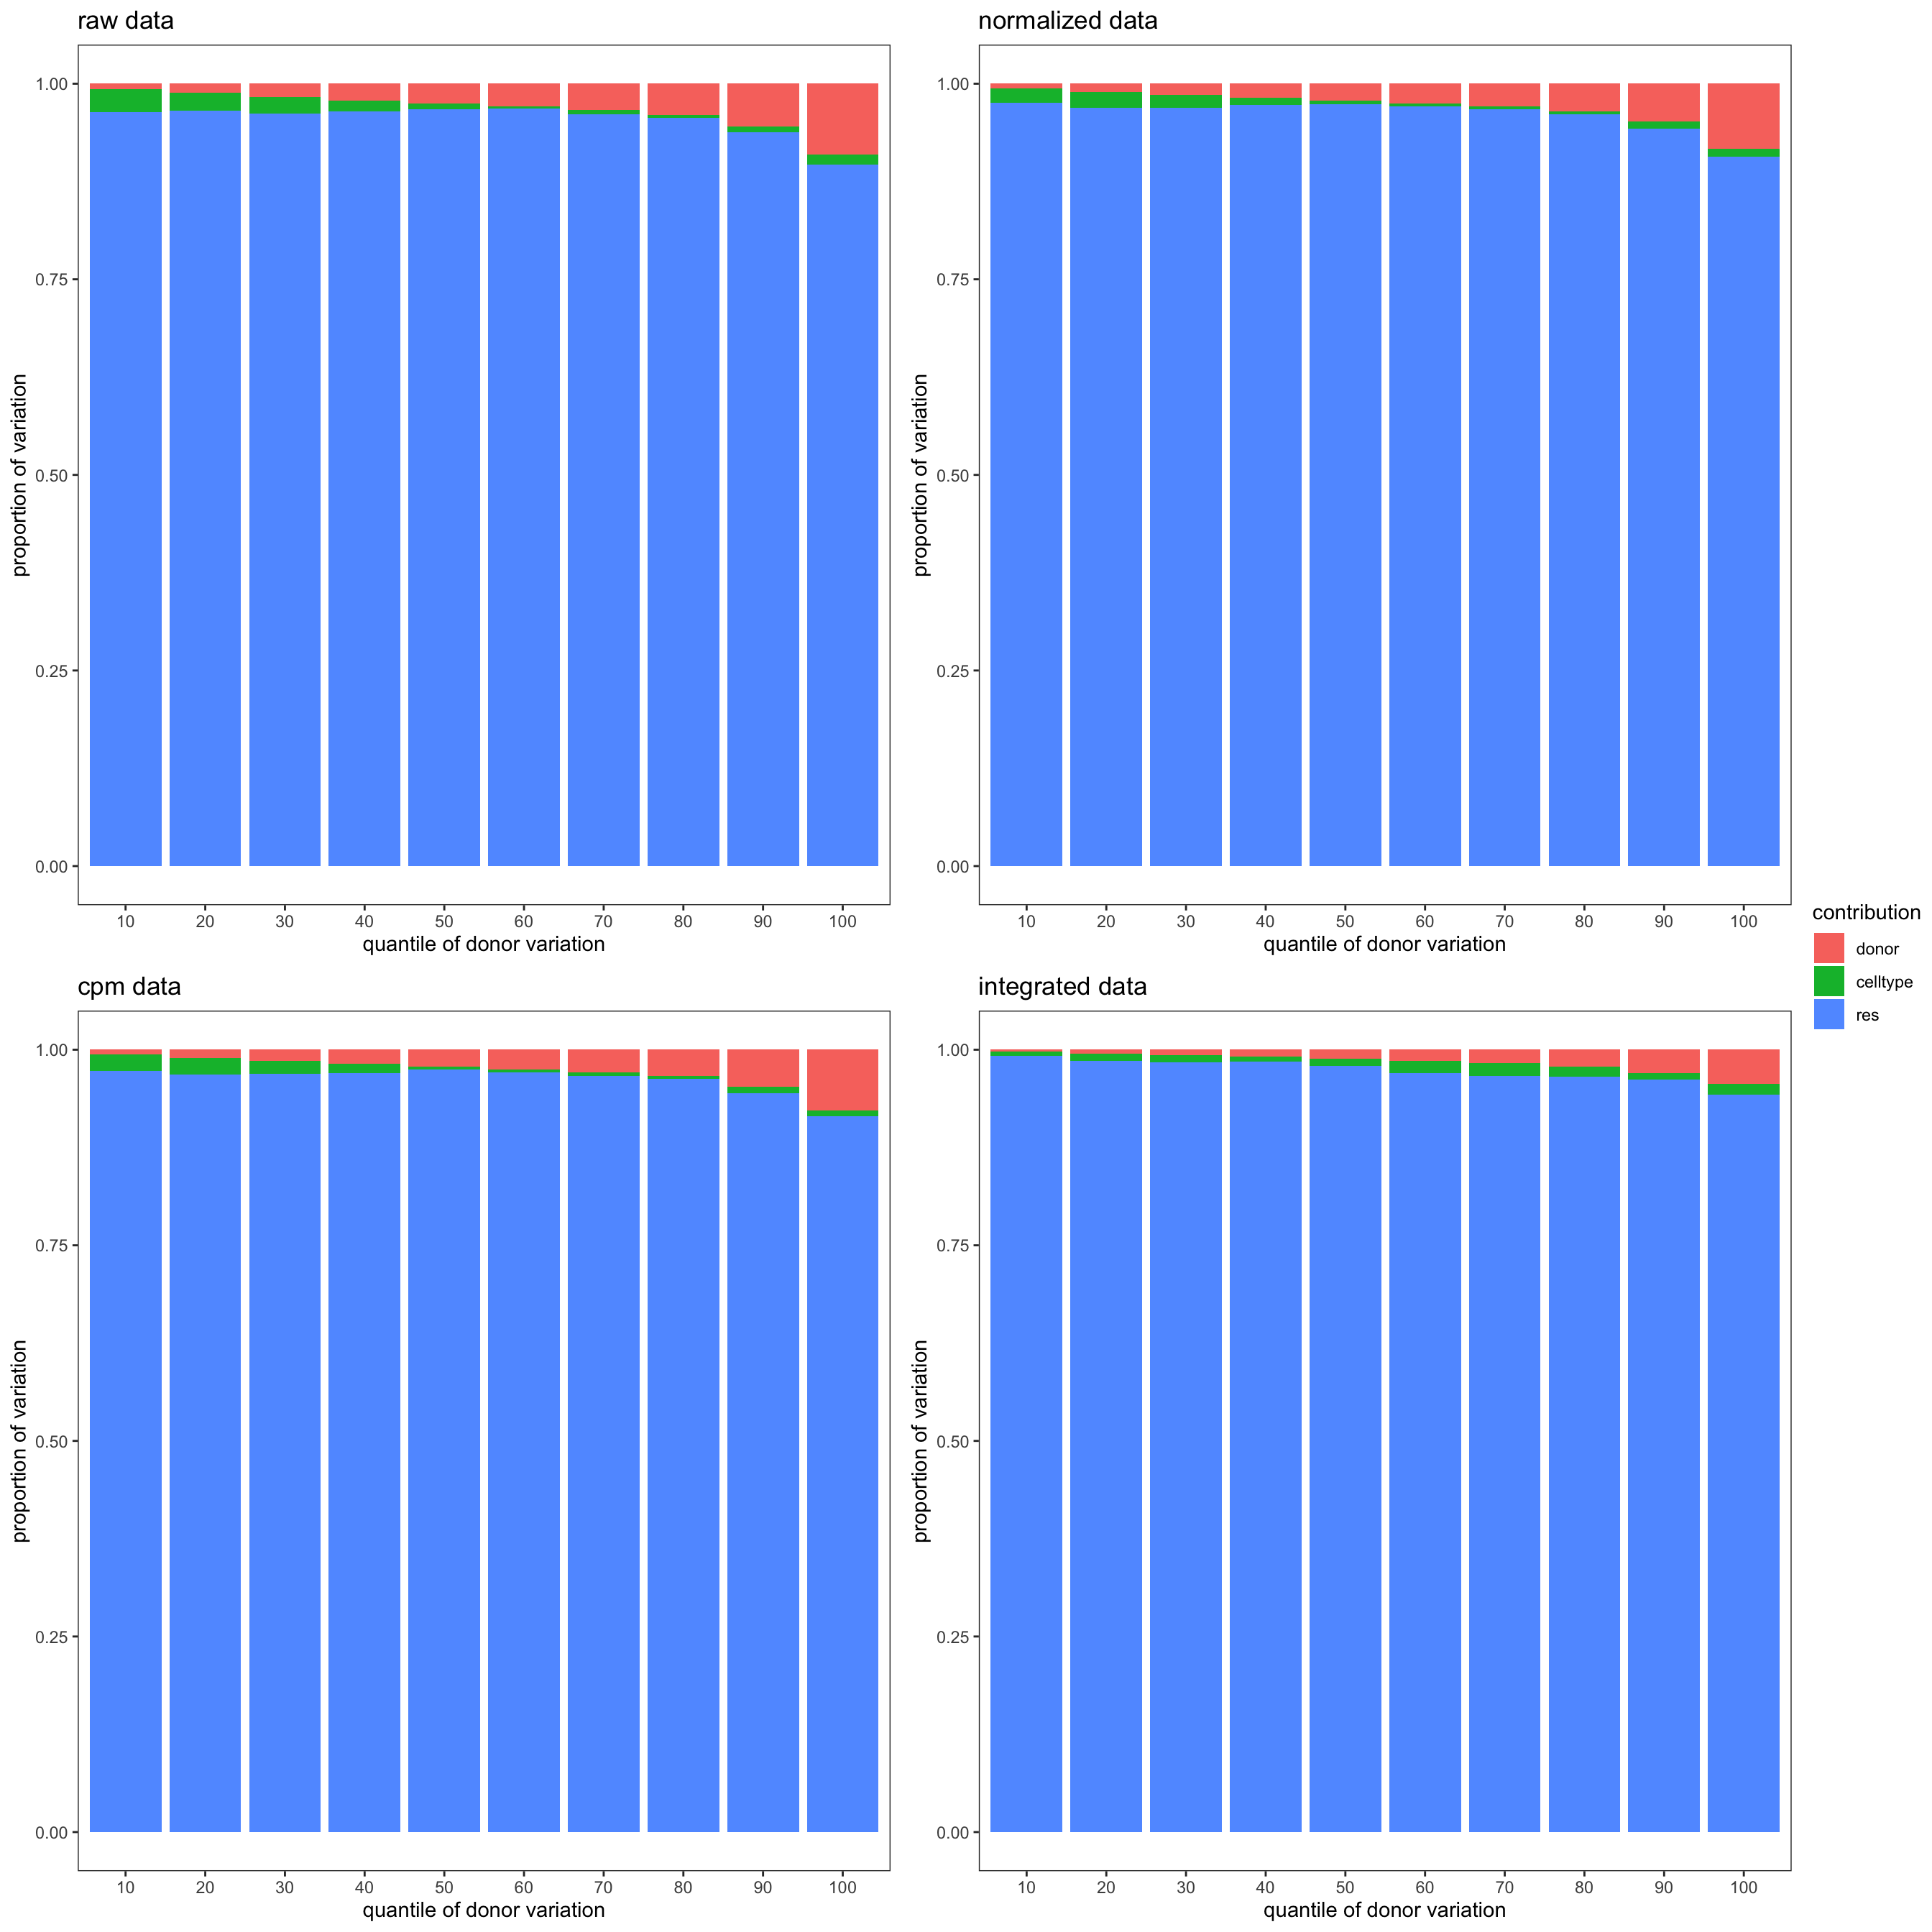 raw data
proportion of variation
1.00
0.75
0.50
0.25
0.00
10 20 30 40 50 60 70 80 90 100
quantile of donor variation
normalized data
proportion of variation
1.00
0.75
0.50
0.25
0.00
10 20 30 40 50 60 70 80 90 100
quantile of donor variation
cpm data
proportion of variation
1.00
0.75
0.50
0.25
0.00
10 20 30 40 50 60 70 80 90 100
quantile of donor variation
integrated data
proportion of variation
1.00
0.75
0.50
0.25
0.00
10 20 30 40 50 60 70 80 90 100
quantile of donor variation
contribution
donor
celltype
res